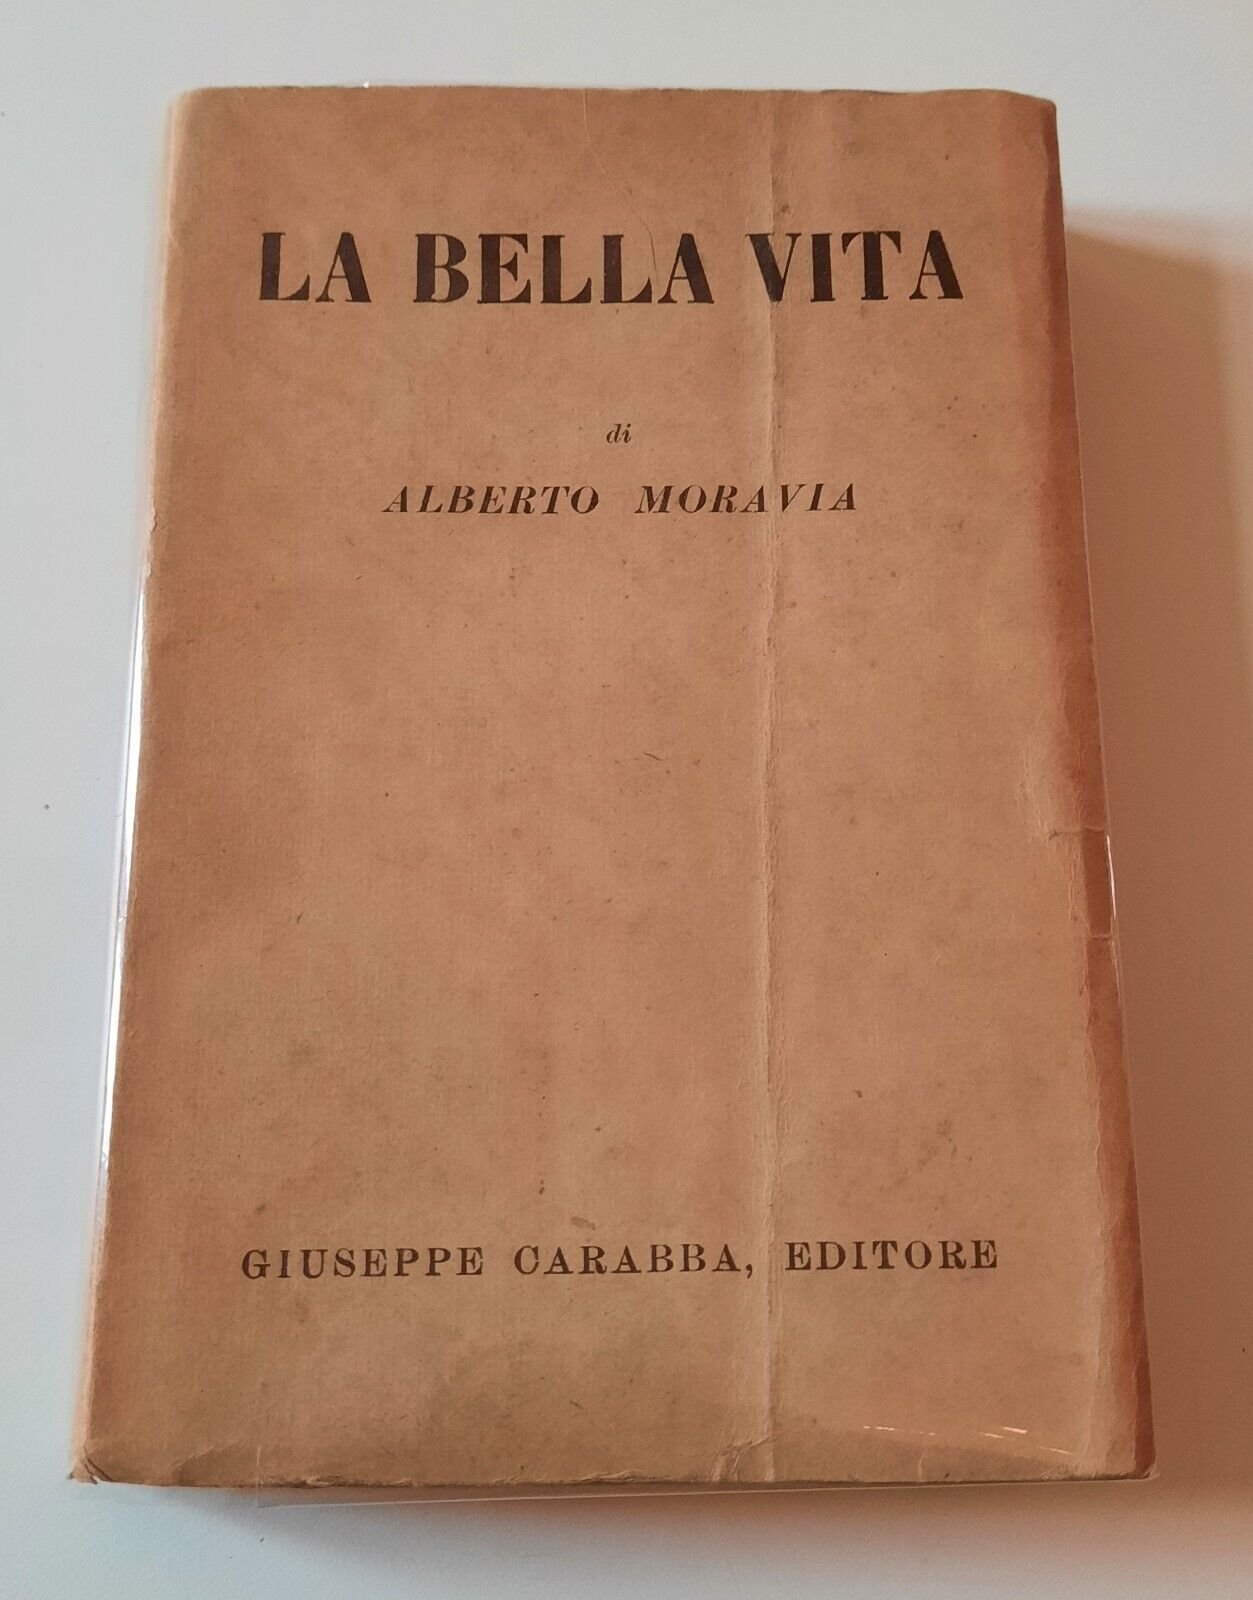 LA BELLA VITA
di
ALBERTO MORAVIA
GIUSEPPE CARABBA, EDITORE